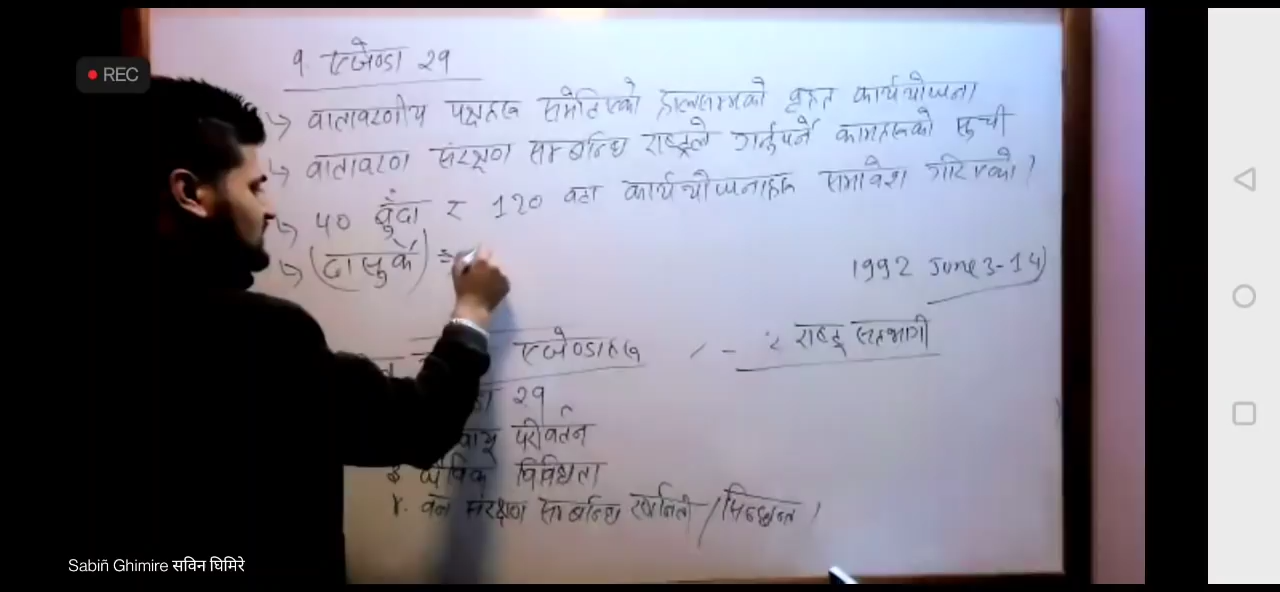 REC
१. एजेण्डा २१
↳ वातावरणीय पक्षहरू समेटिएको हालसम्मको वृहत कार्ययोजना
↳ वातावरण संरक्षण सम्बन्धि राष्ट्रले गर्नुपर्ने कामहरूको सुची
↳ ४० बुँदा र 120 वटा कार्ययोजनाहरू समावेश गरिएको।
↳
1992 June 3-14)
एजेण्डाहरू
राष्ट्र सहभागी
२१
परिवर्तन
जैविक विविधता
४. वन संरक्षण सम्बन्धि / सिद्धान्त।
Sabiñ Ghimire सविन घिमिरे